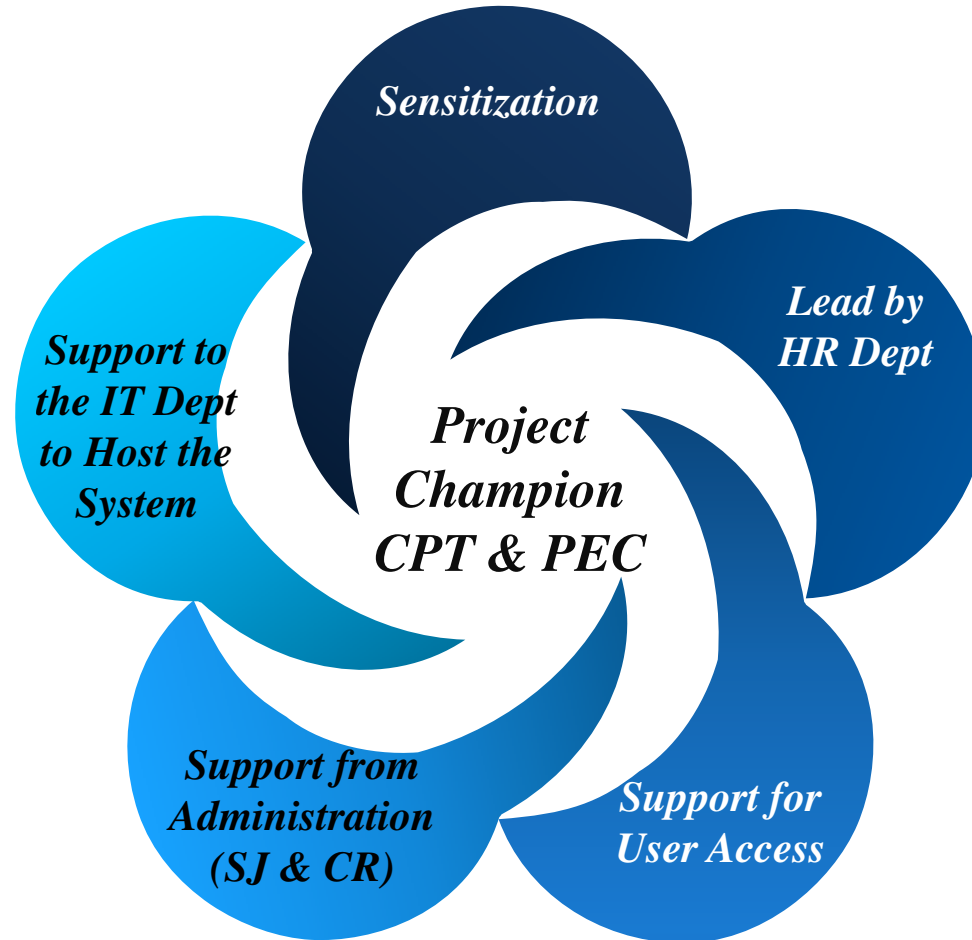 Sensitization
Lead by
HR Dept
Support to
the IT Dept
to Host the
System
Project
Champion
CPT & PEC
Support from
Administration
(SJ & CR)
Support for
User Access